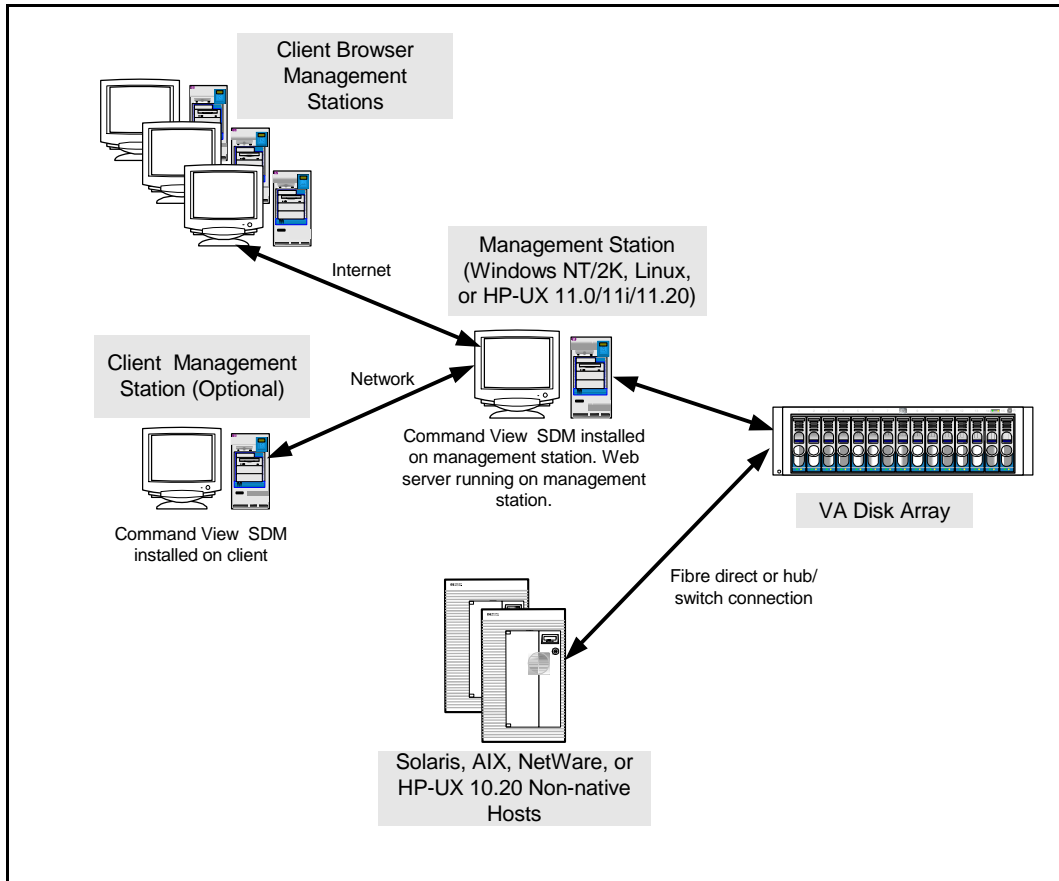 Client Browser
Management
Stations
Internet
Management Station
(Windows NT/2K, Linux,
or HP-UX 11.0/11i/11.20)
Client Management
Station (Optional)
Network
Command View SDM installed
on management station. Web
server running on management
station.
Command View SDM
installed on client
VA Disk Array
Fibre direct or hub/
switch connection
Solaris, AIX, NetWare, or
HP-UX 10.20 Non-native
Hosts